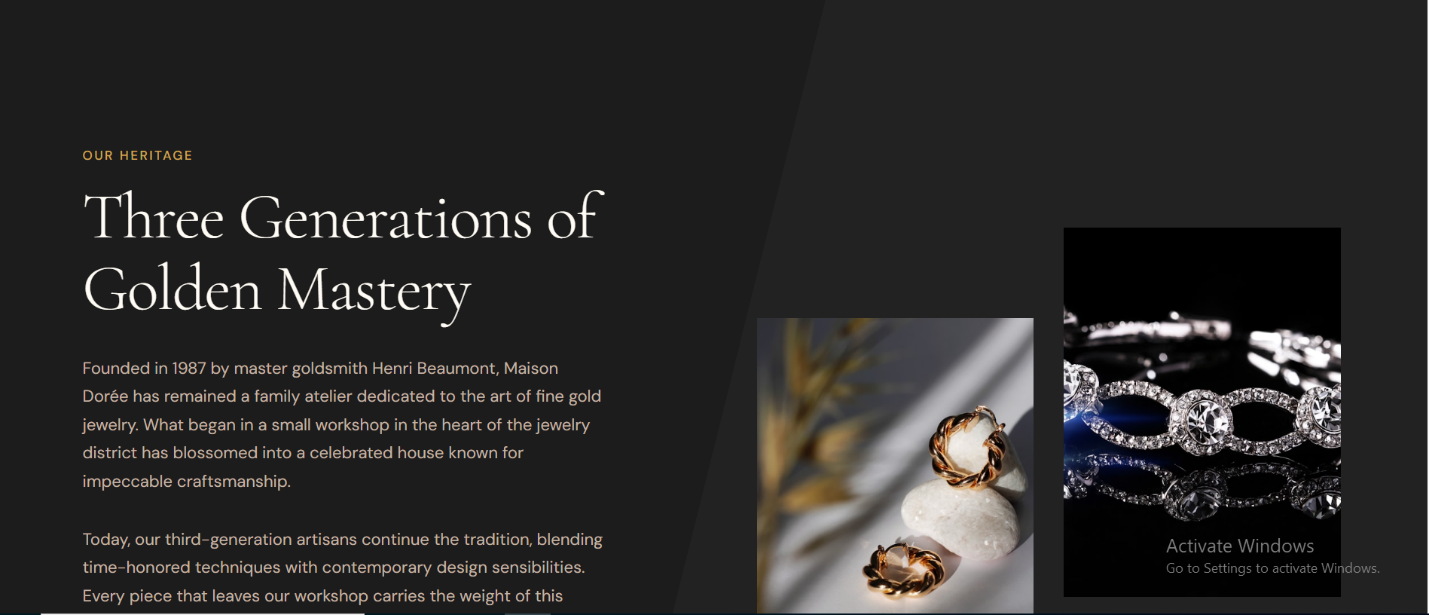 OUR HERITAGE
Three Generations of
Golden Mastery
Founded in 1987 by master goldsmith Henri Beaumont, Maison
Dorée has remained a family atelier dedicated to the art of fine gold
jewelry. What began in a small workshop in the heart of the jewelry
district has blossomed into a celebrated house known for
impeccable craftsmanship.
Today, our third-generation artisans continue the tradition, blending
time-honored techniques with contemporary design sensibilities.
Every piece that leaves our workshop carries the weight of this
Activate Windows
Go to Settings to activate Windows.